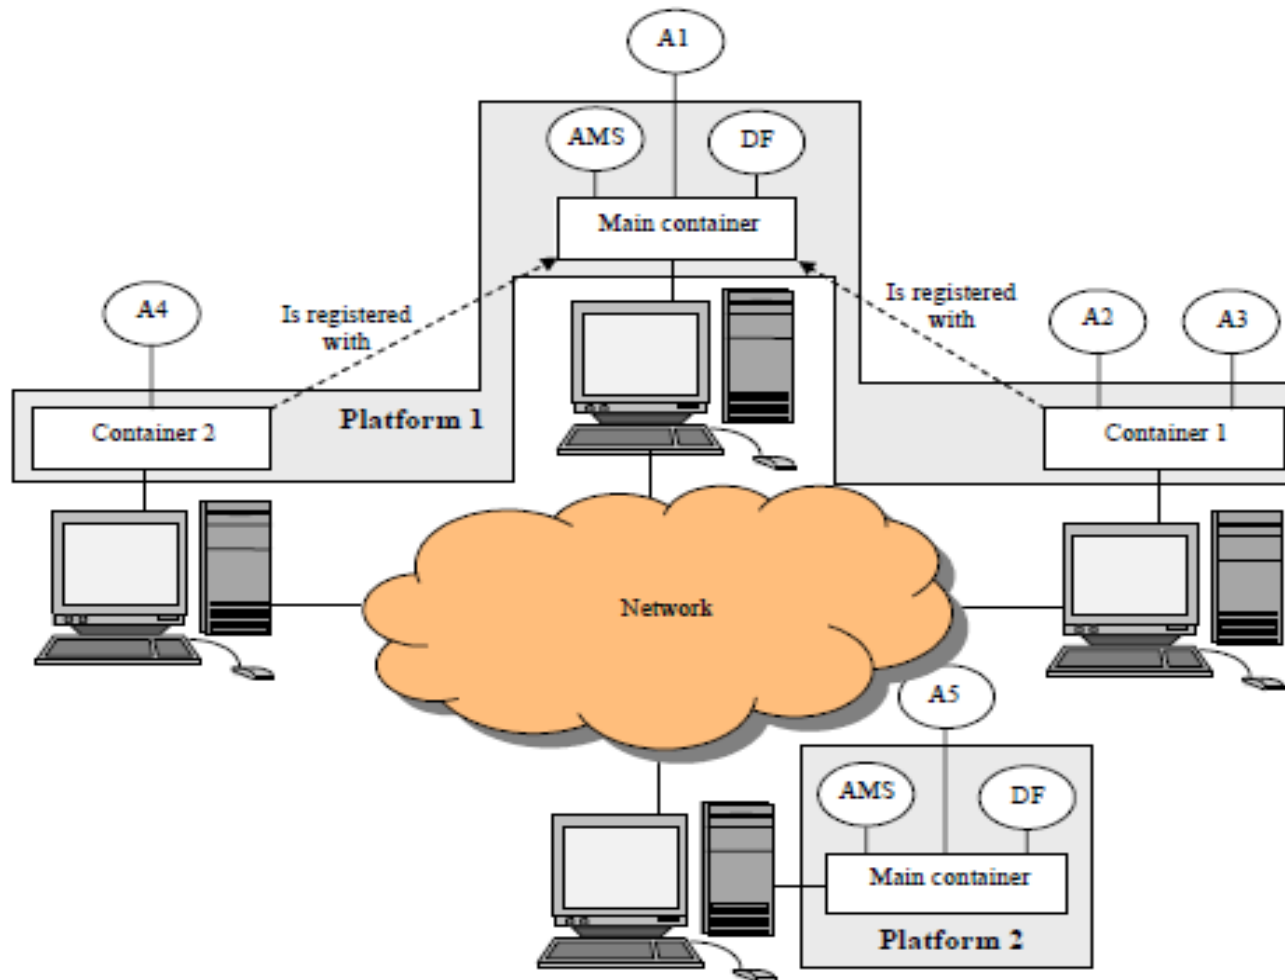 A1
AMS
DF
Main container
A4
Is registered
with
Is registered
with
A2
A3
Container 2
Platform 1
Container 1
Network
A5
AMS
DF
Main container
Platform 2